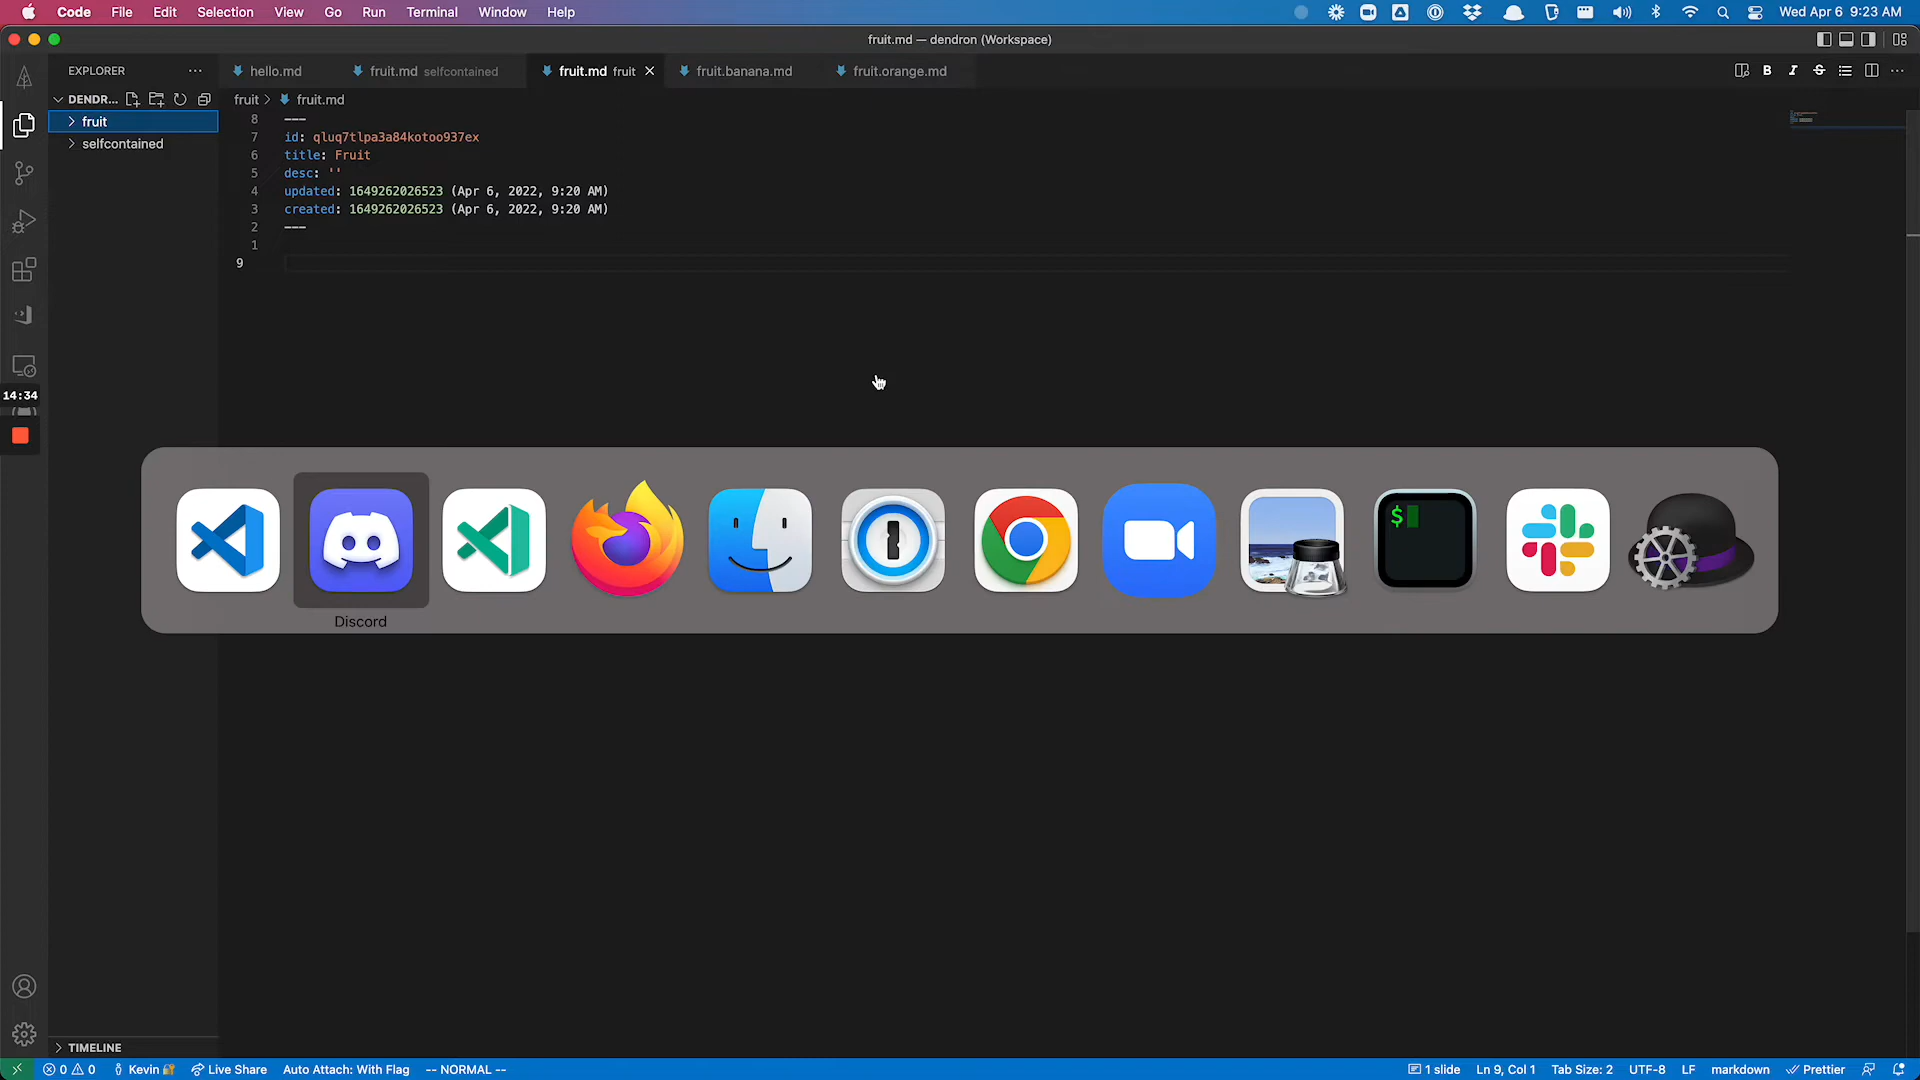 Code File Edit Selection View Go Run Terminal Window Help Wed Apr 6 9:23 AM
fruit.md — dendron (Workspace)
EXPLORER
hello.md fruit.md selfcontained fruit.md fruit fruit.banana.md fruit.orange.md
DENDR...
fruit > fruit.md
fruit
selfcontained
8 ---
7 id: qluq7tlpa3a84kotoo937ex
6 title: Fruit
5 desc: ''
4 updated: 1649262026523 (Apr 6, 2022, 9:20 AM)
3 created: 1649262026523 (Apr 6, 2022, 9:20 AM)
2 ---
1
9
14:34
$
Discord
TIMELINE
0 0 Kevin Live Share Auto Attach: With Flag -- NORMAL -- 1 slide Ln 9, Col 1 Tab Size: 2 UTF-8 LF markdown Prettier